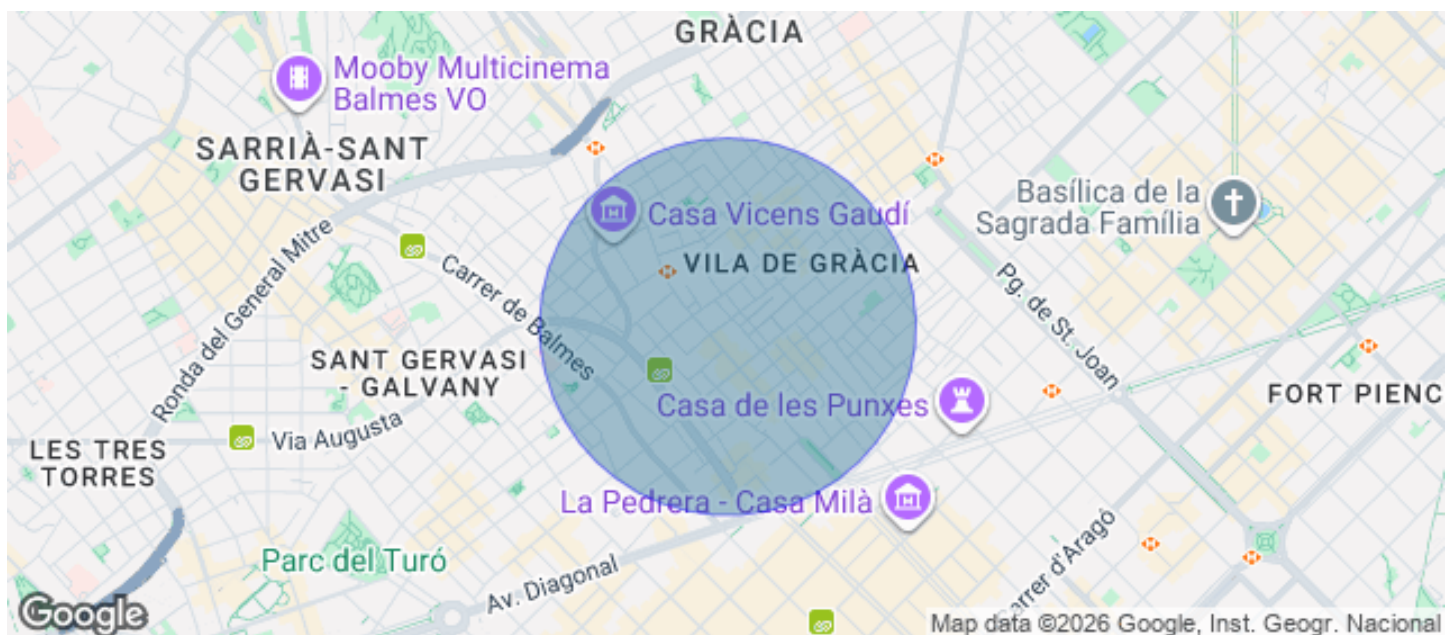 GRÀCIA
Mooby Multicinema
Balmes VO
SARRIÀ-SANT
GERVASI
Basílica de la
Sagrada Família
Casa Vicens Gaudí
VILA DE GRÀCIA
Ronda del General Mitre
Carrer de Balmes
Pg. de St. Joan
SANT GERVASI
- GALVANY
Casa de les Punxes
FORT PIENC
Via Augusta
LES TRES
TORRES
La Pedrera - Casa Milà
Parc del Turó
Av. Diagonal
Carrer d'Aragó
Google
Map data ©2026 Google, Inst. Geogr. Nacional